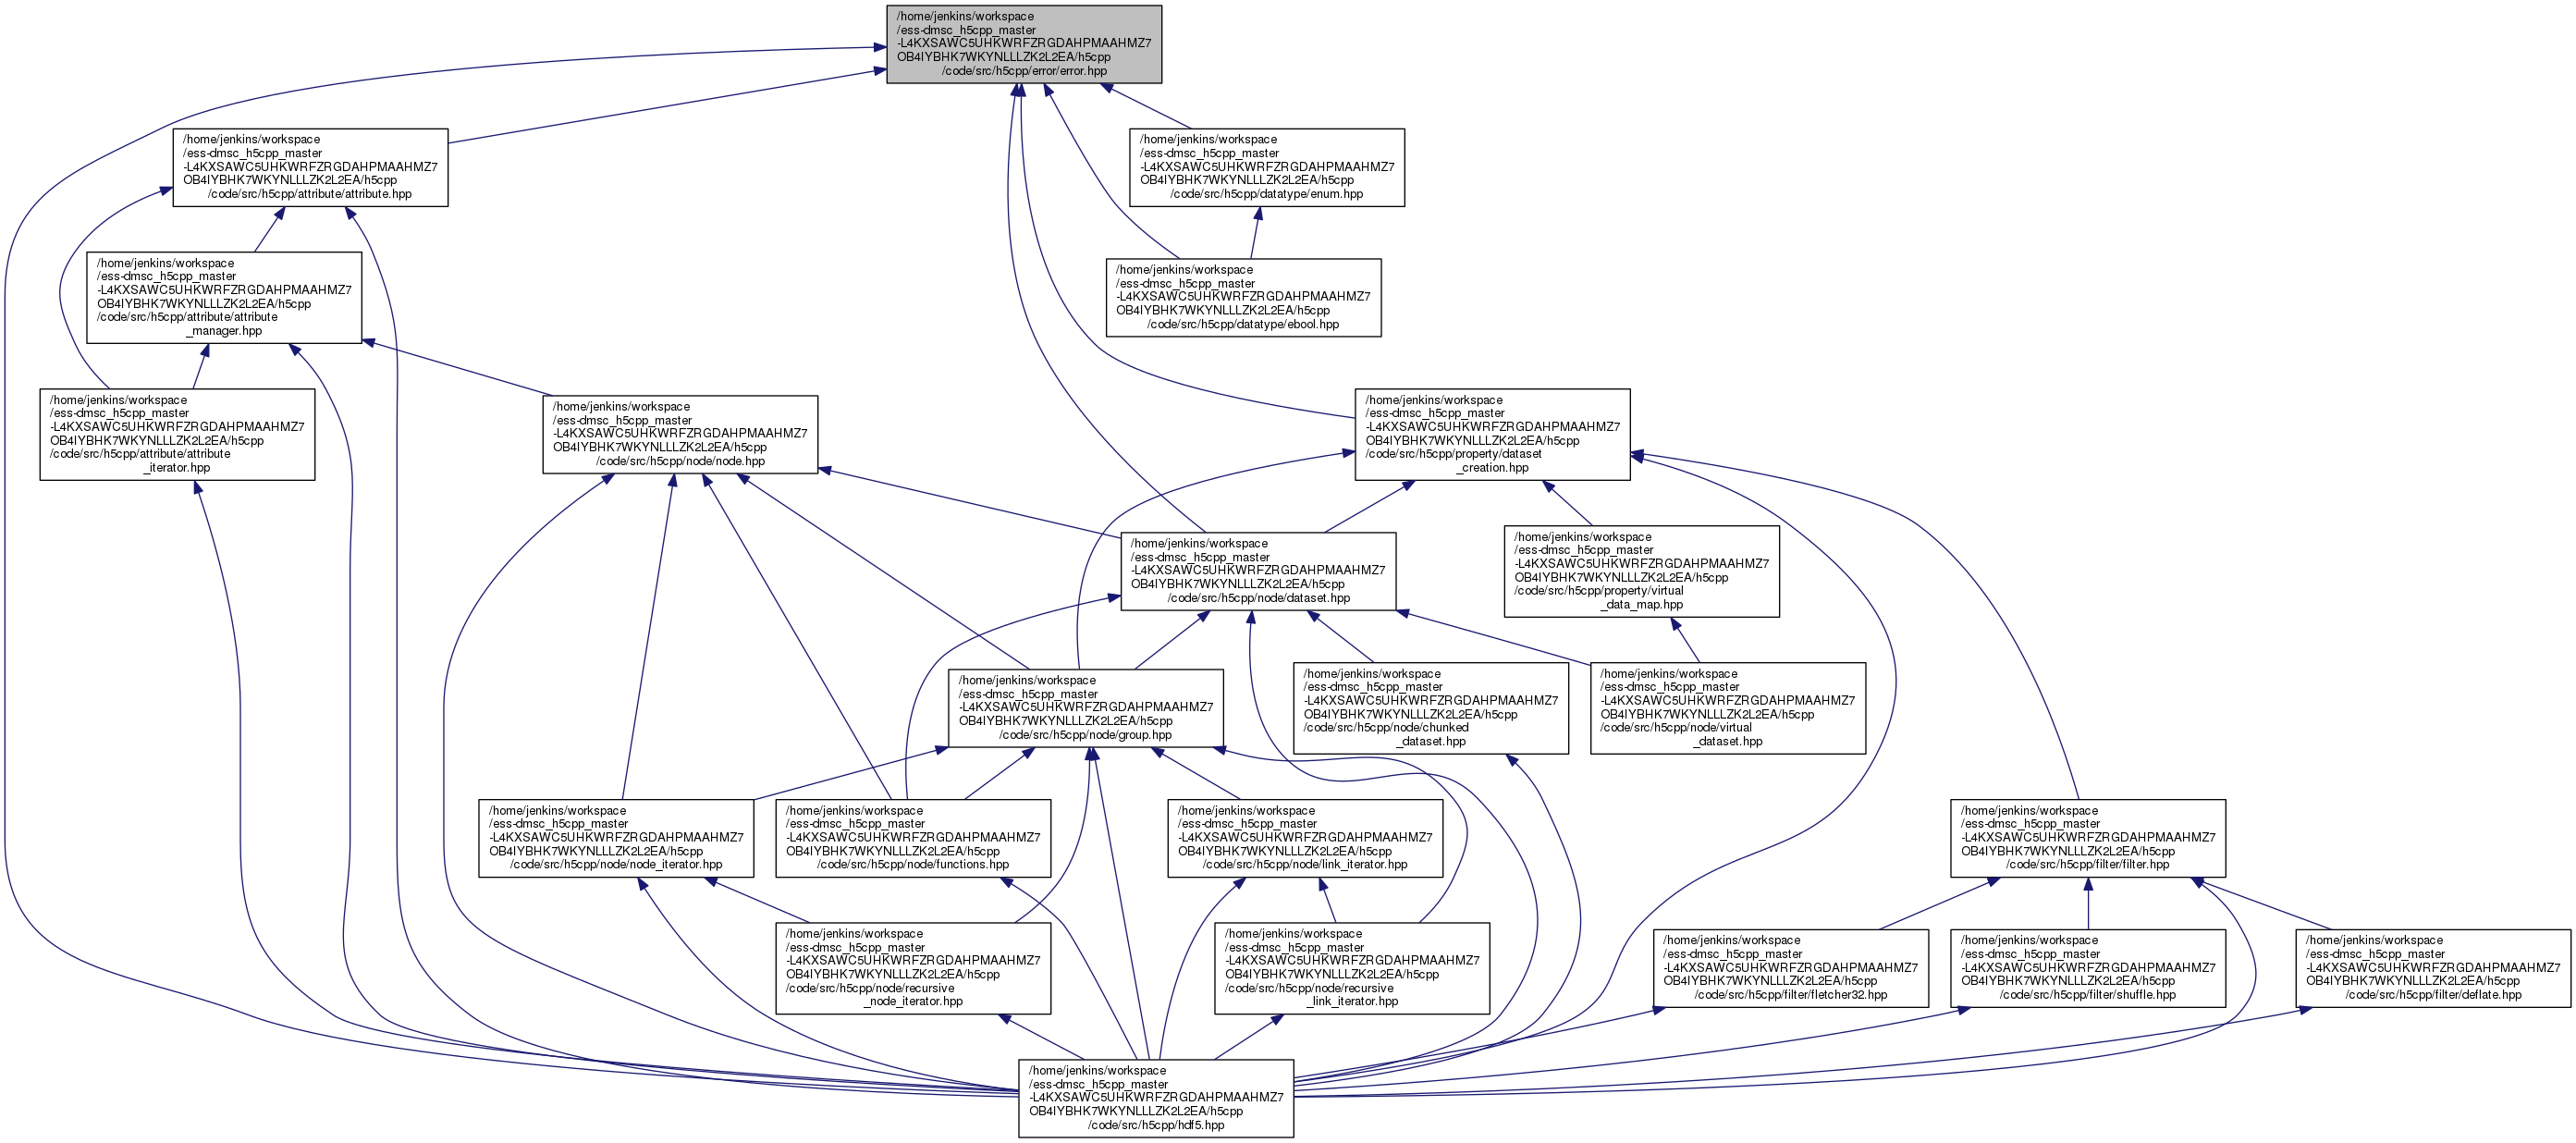 /home/jenkins/workspace
/ess-dmsc_h5cpp_master
-L4KXSAWC5UHKWRFZRGDAHPMAAHMZ7
OB4IYBHK7WKYNLLLZK2L2EA/h5cpp
/code/src/h5cpp/error/error.hpp
/home/jenkins/workspace
/ess-dmsc_h5cpp_master
-L4KXSAWC5UHKWRFZRGDAHPMAAHMZ7
OB4IYBHK7WKYNLLLZK2L2EA/h5cpp
/code/src/h5cpp/attribute/attribute.hpp
/home/jenkins/workspace
/ess-dmsc_h5cpp_master
-L4KXSAWC5UHKWRFZRGDAHPMAAHMZ7
OB4IYBHK7WKYNLLLZK2L2EA/h5cpp
/code/src/h5cpp/datatype/enum.hpp
/home/jenkins/workspace
/ess-dmsc_h5cpp_master
-L4KXSAWC5UHKWRFZRGDAHPMAAHMZ7
OB4IYBHK7WKYNLLLZK2L2EA/h5cpp
/code/src/h5cpp/attribute/attribute
_manager.hpp
/home/jenkins/workspace
/ess-dmsc_h5cpp_master
-L4KXSAWC5UHKWRFZRGDAHPMAAHMZ7
OB4IYBHK7WKYNLLLZK2L2EA/h5cpp
/code/src/h5cpp/datatype/ebool.hpp
/home/jenkins/workspace
/ess-dmsc_h5cpp_master
-L4KXSAWC5UHKWRFZRGDAHPMAAHMZ7
OB4IYBHK7WKYNLLLZK2L2EA/h5cpp
/code/src/h5cpp/attribute/attribute
_iterator.hpp
/home/jenkins/workspace
/ess-dmsc_h5cpp_master
-L4KXSAWC5UHKWRFZRGDAHPMAAHMZ7
OB4IYBHK7WKYNLLLZK2L2EA/h5cpp
/code/src/h5cpp/node/node.hpp
/home/jenkins/workspace
/ess-dmsc_h5cpp_master
-L4KXSAWC5UHKWRFZRGDAHPMAAHMZ7
OB4IYBHK7WKYNLLLZK2L2EA/h5cpp
/code/src/h5cpp/property/dataset
_creation.hpp
/home/jenkins/workspace
/ess-dmsc_h5cpp_master
-L4KXSAWC5UHKWRFZRGDAHPMAAHMZ7
OB4IYBHK7WKYNLLLZK2L2EA/h5cpp
/code/src/h5cpp/node/dataset.hpp
/home/jenkins/workspace
/ess-dmsc_h5cpp_master
-L4KXSAWC5UHKWRFZRGDAHPMAAHMZ7
OB4IYBHK7WKYNLLLZK2L2EA/h5cpp
/code/src/h5cpp/property/virtual
_data_map.hpp
/home/jenkins/workspace
/ess-dmsc_h5cpp_master
-L4KXSAWC5UHKWRFZRGDAHPMAAHMZ7
OB4IYBHK7WKYNLLLZK2L2EA/h5cpp
/code/src/h5cpp/node/group.hpp
/home/jenkins/workspace
/ess-dmsc_h5cpp_master
-L4KXSAWC5UHKWRFZRGDAHPMAAHMZ7
OB4IYBHK7WKYNLLLZK2L2EA/h5cpp
/code/src/h5cpp/node/chunked
_dataset.hpp
/home/jenkins/workspace
/ess-dmsc_h5cpp_master
-L4KXSAWC5UHKWRFZRGDAHPMAAHMZ7
OB4IYBHK7WKYNLLLZK2L2EA/h5cpp
/code/src/h5cpp/node/virtual
_dataset.hpp
/home/jenkins/workspace
/ess-dmsc_h5cpp_master
-L4KXSAWC5UHKWRFZRGDAHPMAAHMZ7
OB4IYBHK7WKYNLLLZK2L2EA/h5cpp
/code/src/h5cpp/node/node_iterator.hpp
/home/jenkins/workspace
/ess-dmsc_h5cpp_master
-L4KXSAWC5UHKWRFZRGDAHPMAAHMZ7
OB4IYBHK7WKYNLLLZK2L2EA/h5cpp
/code/src/h5cpp/node/functions.hpp
/home/jenkins/workspace
/ess-dmsc_h5cpp_master
-L4KXSAWC5UHKWRFZRGDAHPMAAHMZ7
OB4IYBHK7WKYNLLLZK2L2EA/h5cpp
/code/src/h5cpp/node/link_iterator.hpp
/home/jenkins/workspace
/ess-dmsc_h5cpp_master
-L4KXSAWC5UHKWRFZRGDAHPMAAHMZ7
OB4IYBHK7WKYNLLLZK2L2EA/h5cpp
/code/src/h5cpp/filter/filter.hpp
/home/jenkins/workspace
/ess-dmsc_h5cpp_master
-L4KXSAWC5UHKWRFZRGDAHPMAAHMZ7
OB4IYBHK7WKYNLLLZK2L2EA/h5cpp
/code/src/h5cpp/node/recursive
_node_iterator.hpp
/home/jenkins/workspace
/ess-dmsc_h5cpp_master
-L4KXSAWC5UHKWRFZRGDAHPMAAHMZ7
OB4IYBHK7WKYNLLLZK2L2EA/h5cpp
/code/src/h5cpp/node/recursive
_link_iterator.hpp
/home/jenkins/workspace
/ess-dmsc_h5cpp_master
-L4KXSAWC5UHKWRFZRGDAHPMAAHMZ7
OB4IYBHK7WKYNLLLZK2L2EA/h5cpp
/code/src/h5cpp/filter/fletcher32.hpp
/home/jenkins/workspace
/ess-dmsc_h5cpp_master
-L4KXSAWC5UHKWRFZRGDAHPMAAHMZ7
OB4IYBHK7WKYNLLLZK2L2EA/h5cpp
/code/src/h5cpp/filter/shuffle.hpp
/home/jenkins/workspace
/ess-dmsc_h5cpp_master
-L4KXSAWC5UHKWRFZRGDAHPMAAHMZ7
OB4IYBHK7WKYNLLLZK2L2EA/h5cpp
/code/src/h5cpp/filter/deflate.hpp
/home/jenkins/workspace
/ess-dmsc_h5cpp_master
-L4KXSAWC5UHKWRFZRGDAHPMAAHMZ7
OB4IYBHK7WKYNLLLZK2L2EA/h5cpp
/code/src/h5cpp/hdf5.hpp